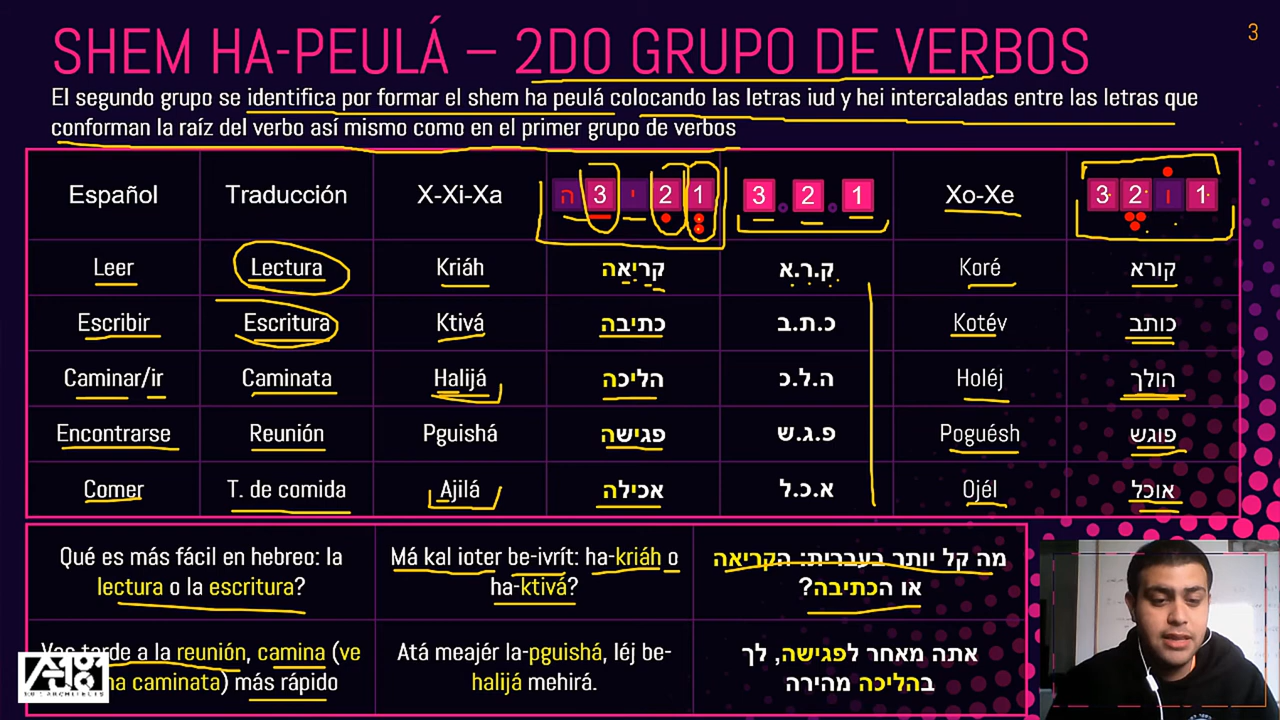 3
SHEM HA-PEULÁ – 2DO GRUPO DE VERBOS
El segundo grupo se identifica por formar el shem ha peulá colocando las letras iud y hei intercaladas entre las letras que
conforman la raíz del verbo así mismo como en el primer grupo de verbos
Español Traducción X-Xi-Xa 1 2 י 3 ה 3.2.1 Xo-Xe 1 ו 2 3
Leer Lectura Kriáh קריאה ק.ר.א Koré קורא
Escribir Escritura Ktivá כתיבה כ.ת.ב Kotév כותב
Caminar/ir Caminata Halijá הליכה ה.ל.כ Holéj הולך
Encontrarse Reunión Pguishá פגישה פ.ג.ש Poguésh פוגש
Comer T. de comida Ajilá אכילה א.כ.ל Ojél אוכל
Qué es más fácil en hebreo: la
lectura o la escritura?
Má kal ioter be-ivrít: ha-kriáh o
ha-ktivá?
מה קל יותר בעברית: הקריאה
או הכתיבה?
Vas tarde a la reunión, camina (ve
caminata) más rápido
Atá meajér la-pguishá, léj be-
halijá mehirá.
אתה מאחר לפגישה, לך
בהליכה מהירה